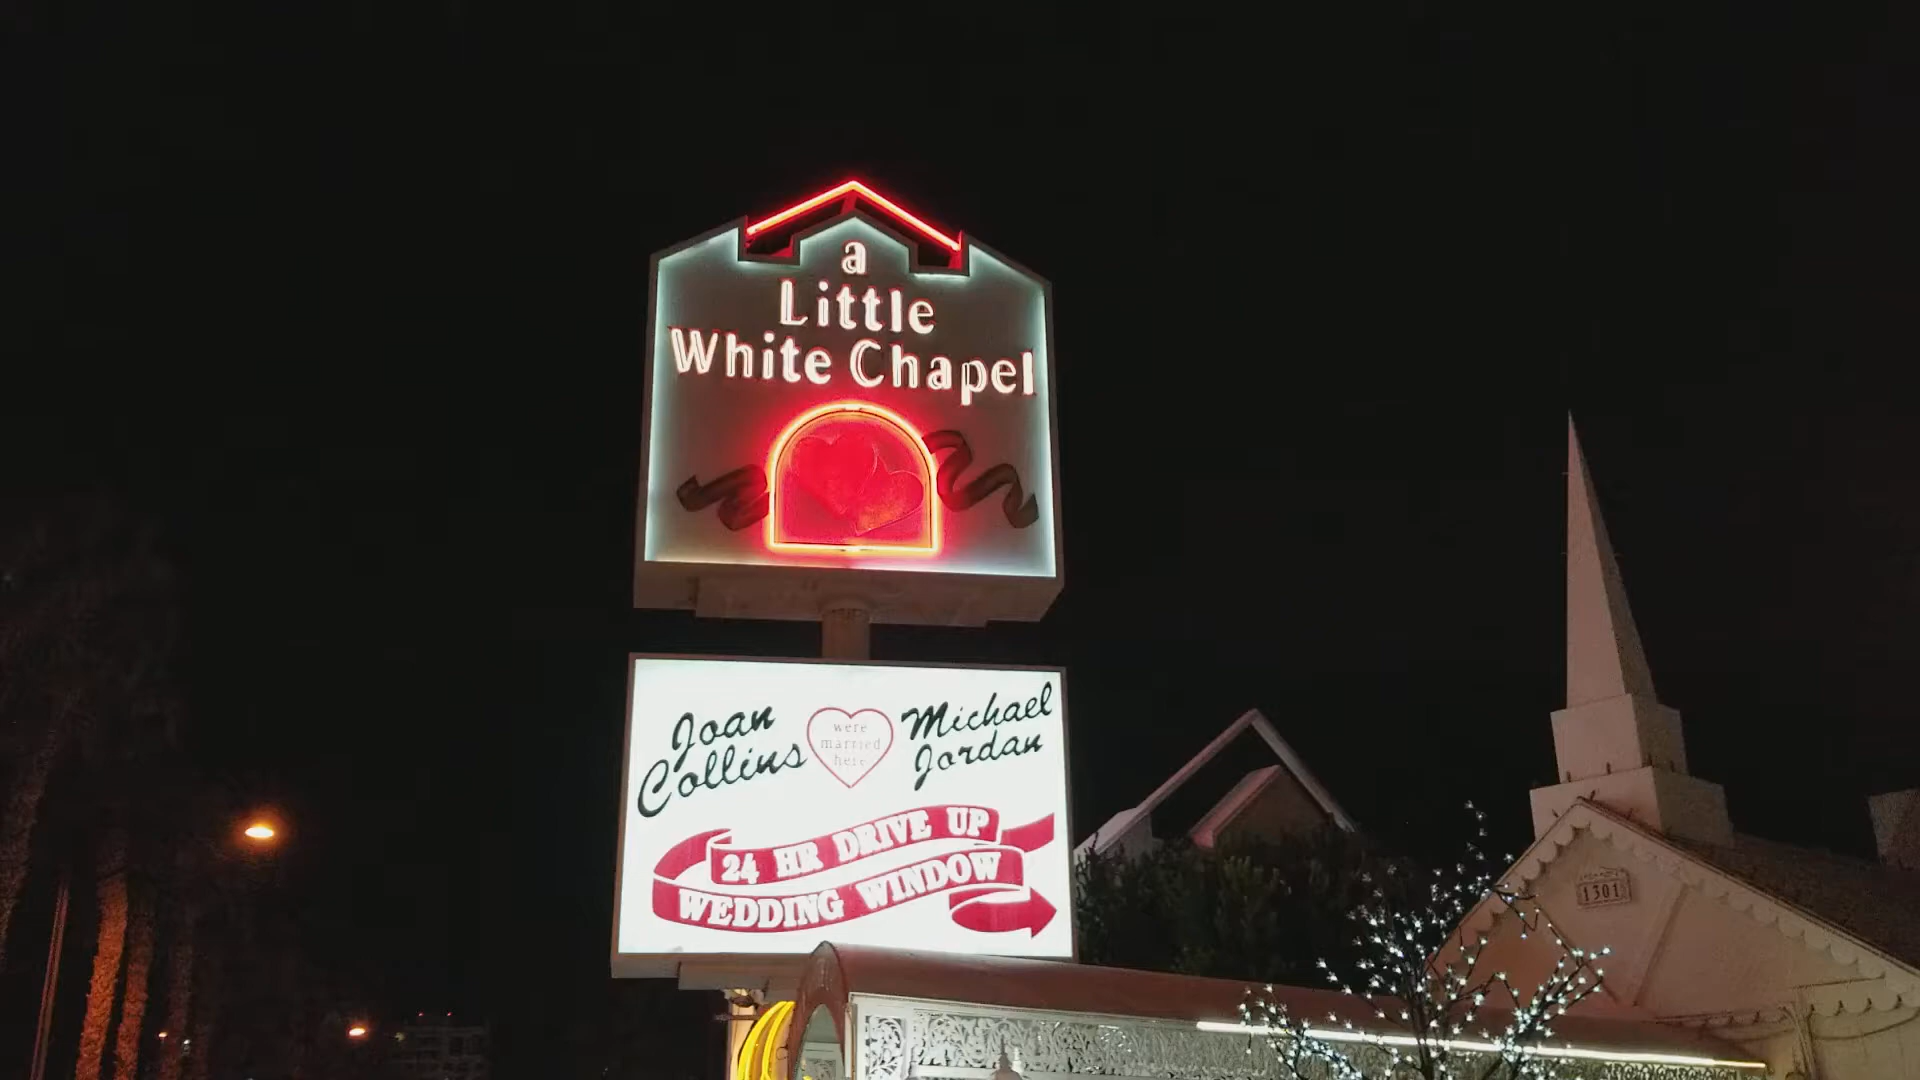 a
Little
White Chapel
Joan
Collins
were
married
here
Michael
Jordan
24 HR DRIVE UP
WEDDING WINDOW
1301